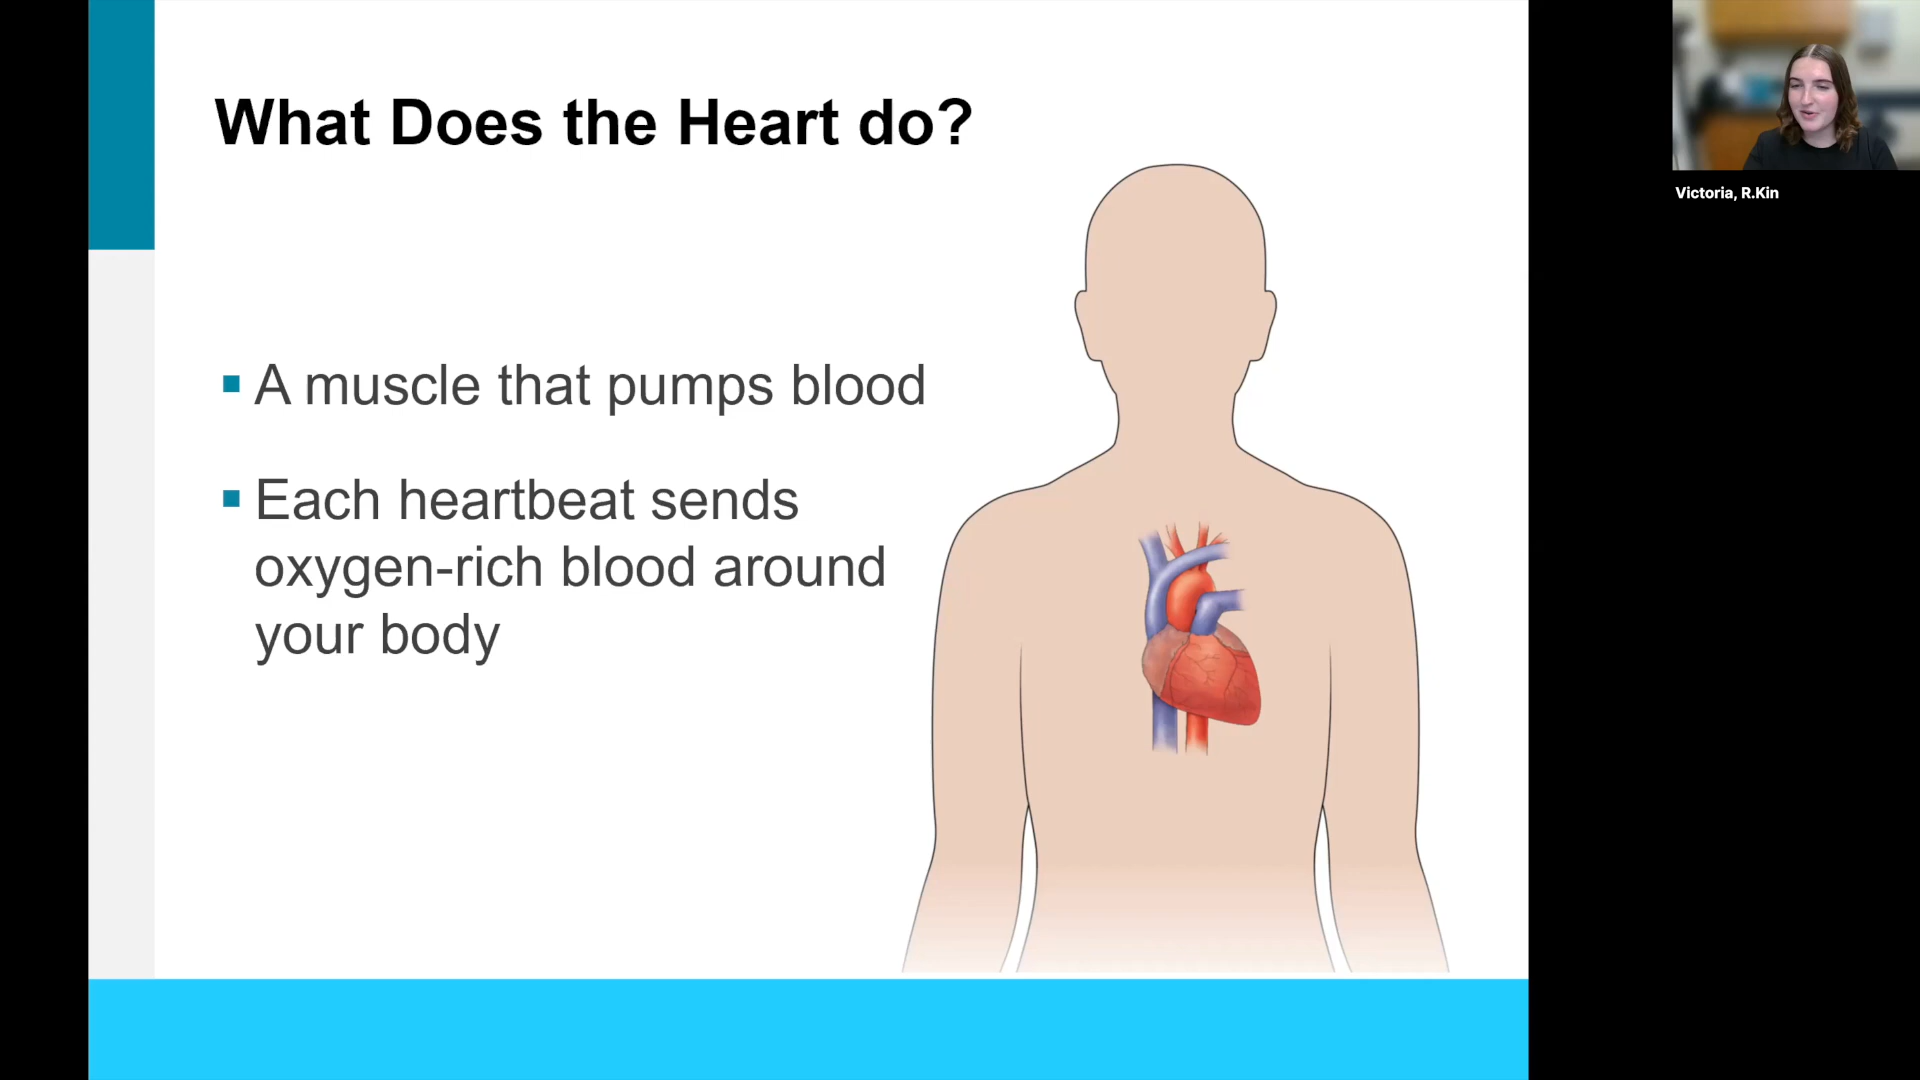 What Does the Heart do?
A muscle that pumps blood
Each heartbeat sends
oxygen-rich blood around
your body
Victoria, R.Kin